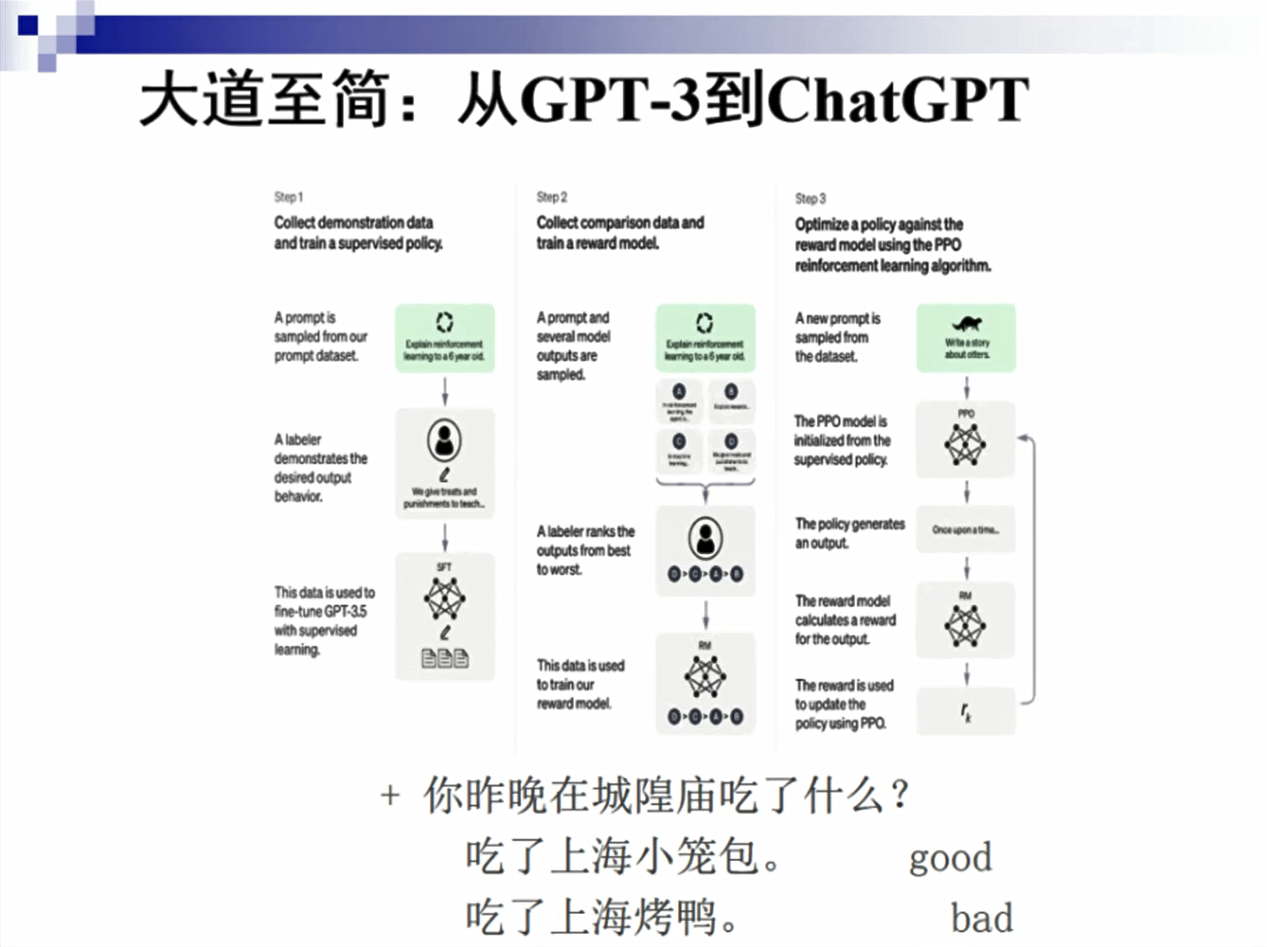 大道至简：从GPT-3到ChatGPT
Step 1
Collect demonstration data
and train a supervised policy.
A prompt is
sampled from our
prompt dataset.
Explain reinforcement
learning to a 6 year old.
A labeler
demonstrates the
desired output
behavior.
We give treats and
punishments to teach...
This data is used to
fine-tune GPT-3.5
with supervised
learning.
SFT
Step 2
Collect comparison data and
train a reward model.
A prompt and
several model
outputs are
sampled.
Explain reinforcement
learning to a 6 year old.
A
B
Explain rewards...
C
In machine
learning...
D
We give treats and
punishments to
teach...
A labeler ranks the
outputs from best
to worst.
D > C > A > B
This data is used
to train our
reward model.
RM
D > C > A > B
Step 3
Optimize a policy against the
reward model using the PPO
reinforcement learning algorithm.
A new prompt is
sampled from
the dataset.
Write a story
about otters.
The PPO model is
initialized from the
supervised policy.
PPO
The policy generates
an output.
Once upon a time...
The reward model
calculates a reward
for the output.
RM
The reward is used
to update the
policy using PPO.
rk
+ 你昨晚在城隍庙吃了什么？
吃了上海小笼包。 good
吃了上海烤鸭。 bad